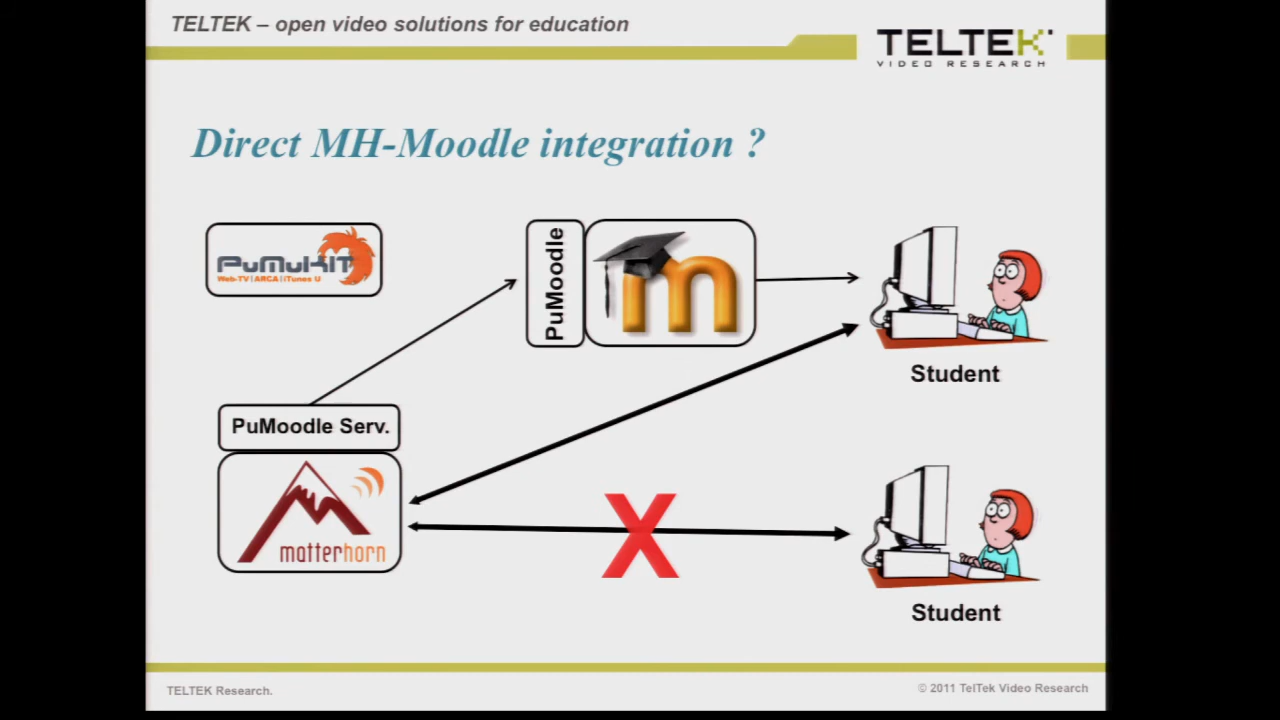 TELTEK – open video solutions for education
TELTEK
VIDEO RESEARCH
Direct MH-Moodle integration ?
PuMuKIT
Web-TV | ARCA | iTunes U
PuMoodle
m
Student
PuMoodle Serv.
matterhorn
X
Student
TELTEK Research.
© 2011 TelTek Video Research